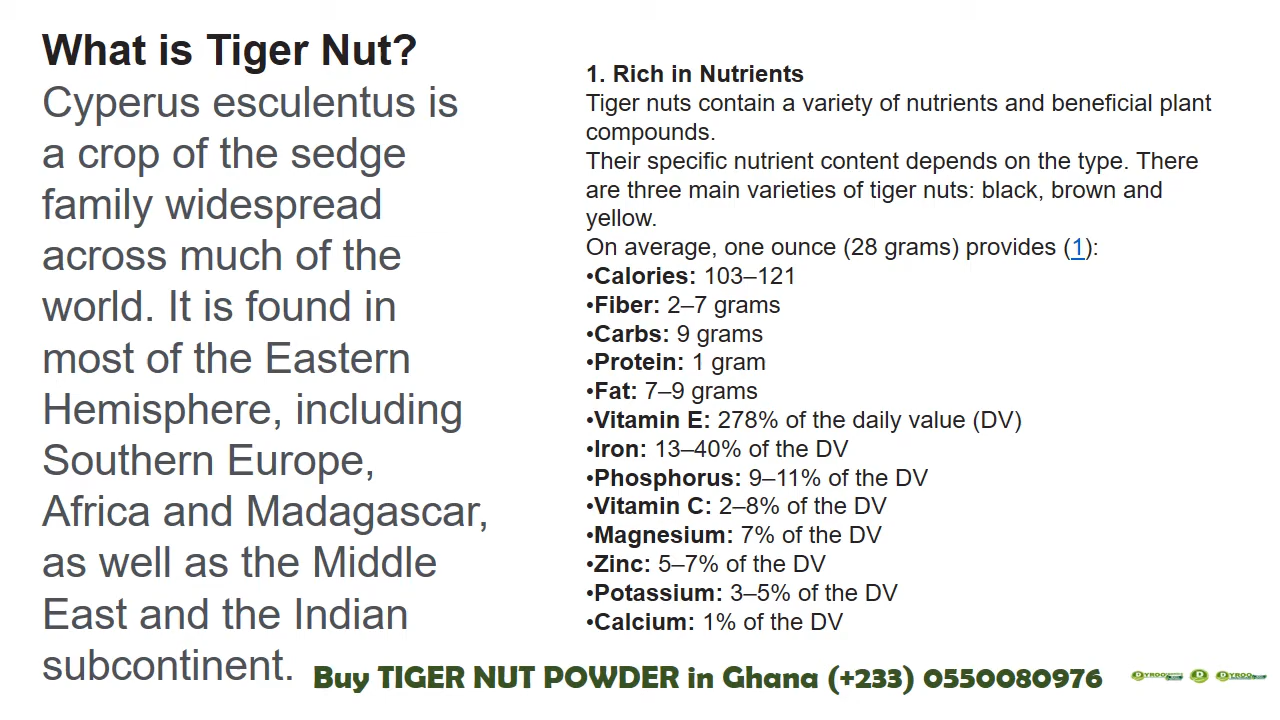 What is Tiger Nut?
Cyperus esculentus is
a crop of the sedge
family widespread
across much of the
world. It is found in
most of the Eastern
Hemisphere, including
Southern Europe,
Africa and Madagascar,
as well as the Middle
East and the Indian
subcontinent.
1. Rich in Nutrients
Tiger nuts contain a variety of nutrients and beneficial plant
compounds.
Their specific nutrient content depends on the type. There
are three main varieties of tiger nuts: black, brown and
yellow.
On average, one ounce (28 grams) provides (1):
•Calories: 103–121
•Fiber: 2–7 grams
•Carbs: 9 grams
•Protein: 1 gram
•Fat: 7–9 grams
•Vitamin E: 278% of the daily value (DV)
•Iron: 13–40% of the DV
•Phosphorus: 9–11% of the DV
•Vitamin C: 2–8% of the DV
•Magnesium: 7% of the DV
•Zinc: 5–7% of the DV
•Potassium: 3–5% of the DV
•Calcium: 1% of the DV
Buy TIGER NUT POWDER in Ghana (+233) 0550080976